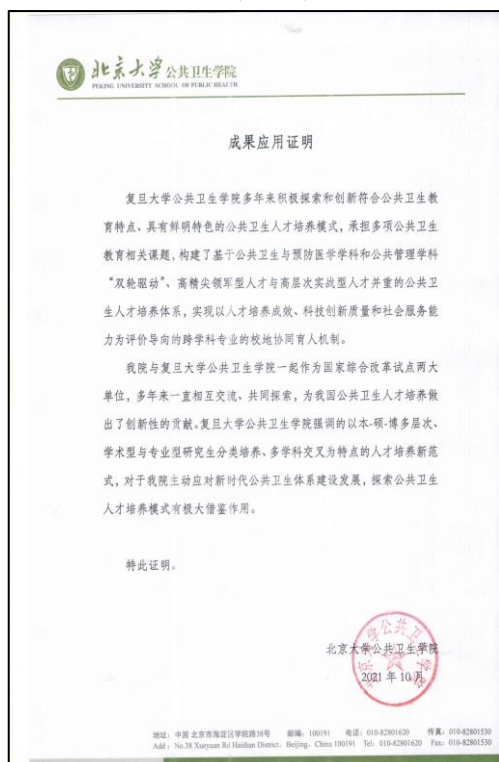 北京大学公共卫生学院
PEKING UNIVERSITY SCHOOL OF PUBLIC HEALTH
成果应用证明
复旦大学公共卫生学院多年来积极探索和创新符合公共卫生教
育特点、具有鲜明特色的公共卫生人才培养模式，承担多项公共卫生
教育相关课题，构建了基于公共卫生与预防医学学科和公共管理学科
“双轮驱动”、高精尖领军型人才与高层次实战型人才并重的公共卫
生人才培养体系，实现以人才培养成效、科技创新质量和社会服务能
力为评价导向的跨学科专业的校地协同育人机制。
我院与复旦大学公共卫生学院一起作为国家综合改革试点两大
单位，多年来一直相互交流、共同探索，为我国公共卫生人才培养做
出了创新性的贡献。复旦大学公共卫生学院强调的以本-硕-博多层次、
学术型与专业型研究生分类培养、多学科交叉为特点的人才培养新范
式，对于我院主动应对新时代公共卫生体系建设发展，探索公共卫生
人才培养模式有极大借鉴作用。
特此证明。
北京大学公共卫生学院
2021 年 10 月
地址：中国 北京市海淀区学院路38号 邮编：100191 电话：010-82801620 传真：010-82801530
Add：No.38 Xueyuan Rd Haidian District, Beijing, China 100191 Tel: 010-82801620 Fax: 010-82801530